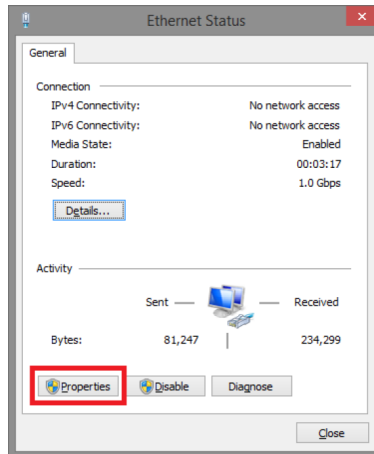 Ethernet Status
General
Connection
IPv4 Connectivity: No network access
IPv6 Connectivity: No network access
Media State: Enabled
Duration: 00:03:17
Speed: 1.0 Gbps
Details...
Activity
Sent Received
Bytes: 81,247 234,299
Properties Disable Diagnose
Close